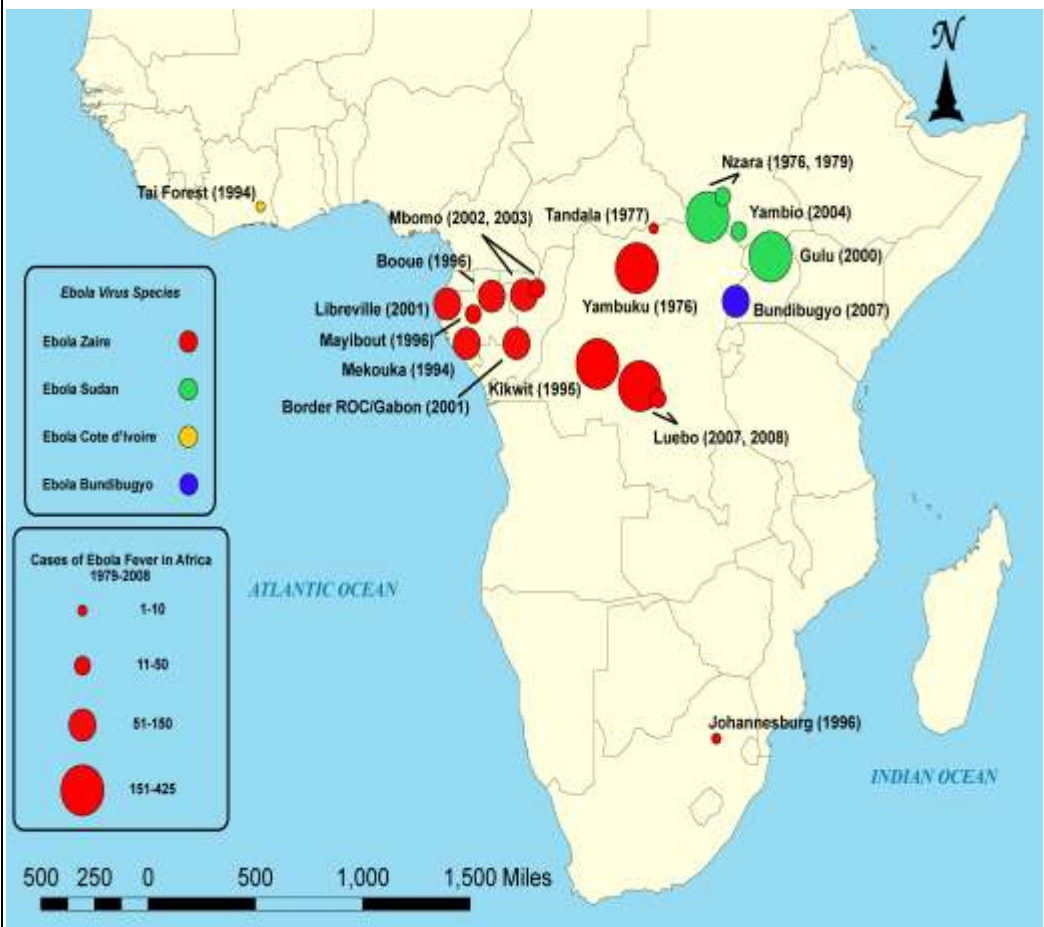 N
Nzara (1976, 1979)
Tai Forest (1994)
Mbomo (2002, 2003)
Tandala (1977)
Yambio (2004)
Booue (1996)
Gulu (2000)
Libreville (2001)
Yambuku (1976)
Bundibugyo (2007)
Mayibout (1996)
Mekouka (1994)
Kikwit (1995)
Border ROC/Gabon (2001)
Luebo (2007, 2008)
Ebola Virus Species
Ebola Zaire
Ebola Sudan
Ebola Cote d'Ivoire
Ebola Bundibugyo
Cases of Ebola Fever in Africa
1979-2008
1-10
11-50
51-150
151-425
ATLANTIC OCEAN
Johannesburg (1996)
INDIAN OCEAN
500 250 0 500 1,000 1,500 Miles